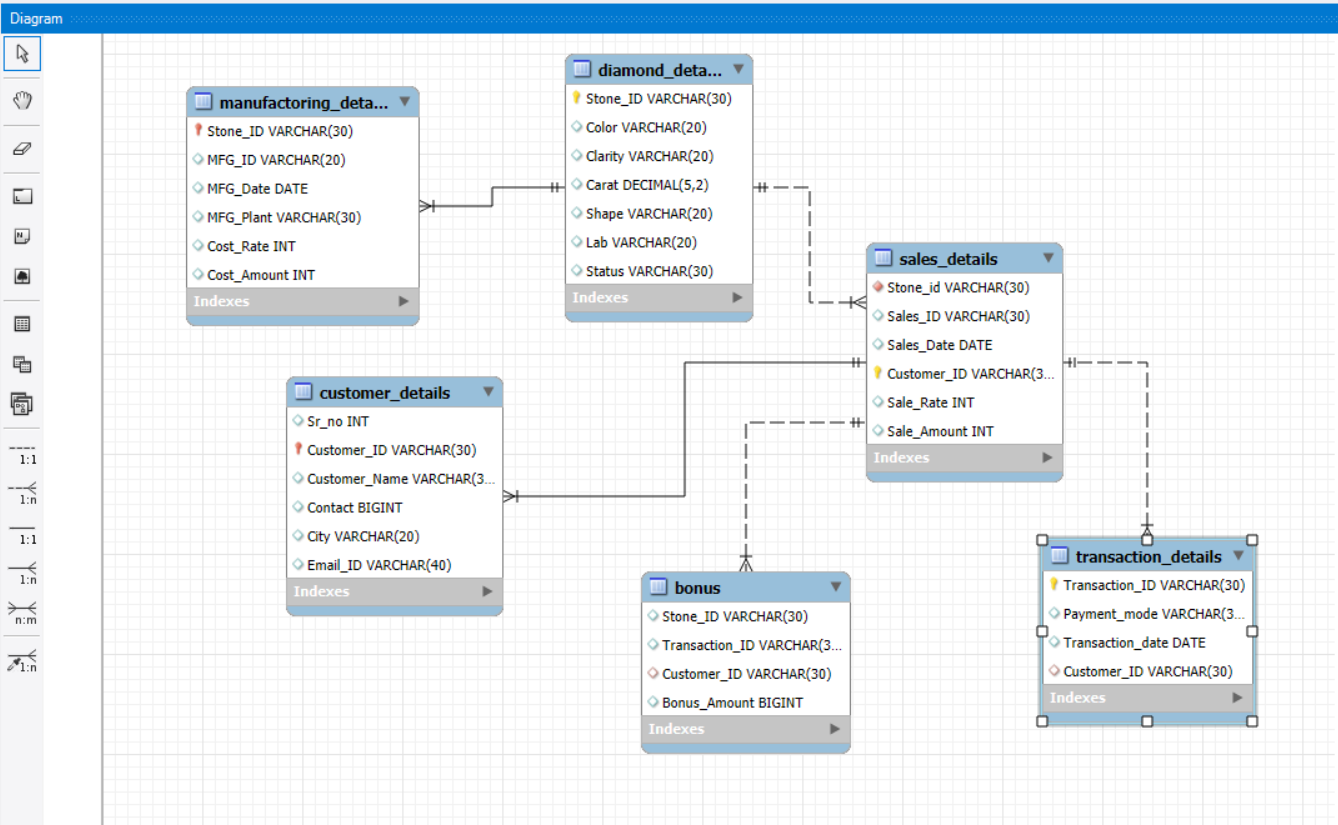 Diagram
manufactoring_deta...
Stone_ID VARCHAR(30)
MFG_ID VARCHAR(20)
MFG_Date DATE
MFG_Plant VARCHAR(30)
Cost_Rate INT
Cost_Amount INT
Indexes
diamond_deta...
Stone_ID VARCHAR(30)
Color VARCHAR(20)
Clarity VARCHAR(20)
Carat DECIMAL(5,2)
Shape VARCHAR(20)
Lab VARCHAR(20)
Status VARCHAR(30)
Indexes
sales_details
Stone_id VARCHAR(30)
Sales_ID VARCHAR(30)
Sales_Date DATE
Customer_ID VARCHAR(3...
Sale_Rate INT
Sale_Amount INT
Indexes
customer_details
Sr_no INT
Customer_ID VARCHAR(30)
Customer_Name VARCHAR(3...
Contact BIGINT
City VARCHAR(20)
Email_ID VARCHAR(40)
Indexes
bonus
Stone_ID VARCHAR(30)
Transaction_ID VARCHAR(3...
Customer_ID VARCHAR(30)
Bonus_Amount BIGINT
Indexes
transaction_details
Transaction_ID VARCHAR(30)
Payment_mode VARCHAR(3...
Transaction_date DATE
Customer_ID VARCHAR(30)
Indexes
1:1
1:n
1:1
1:n
n:m
1:n